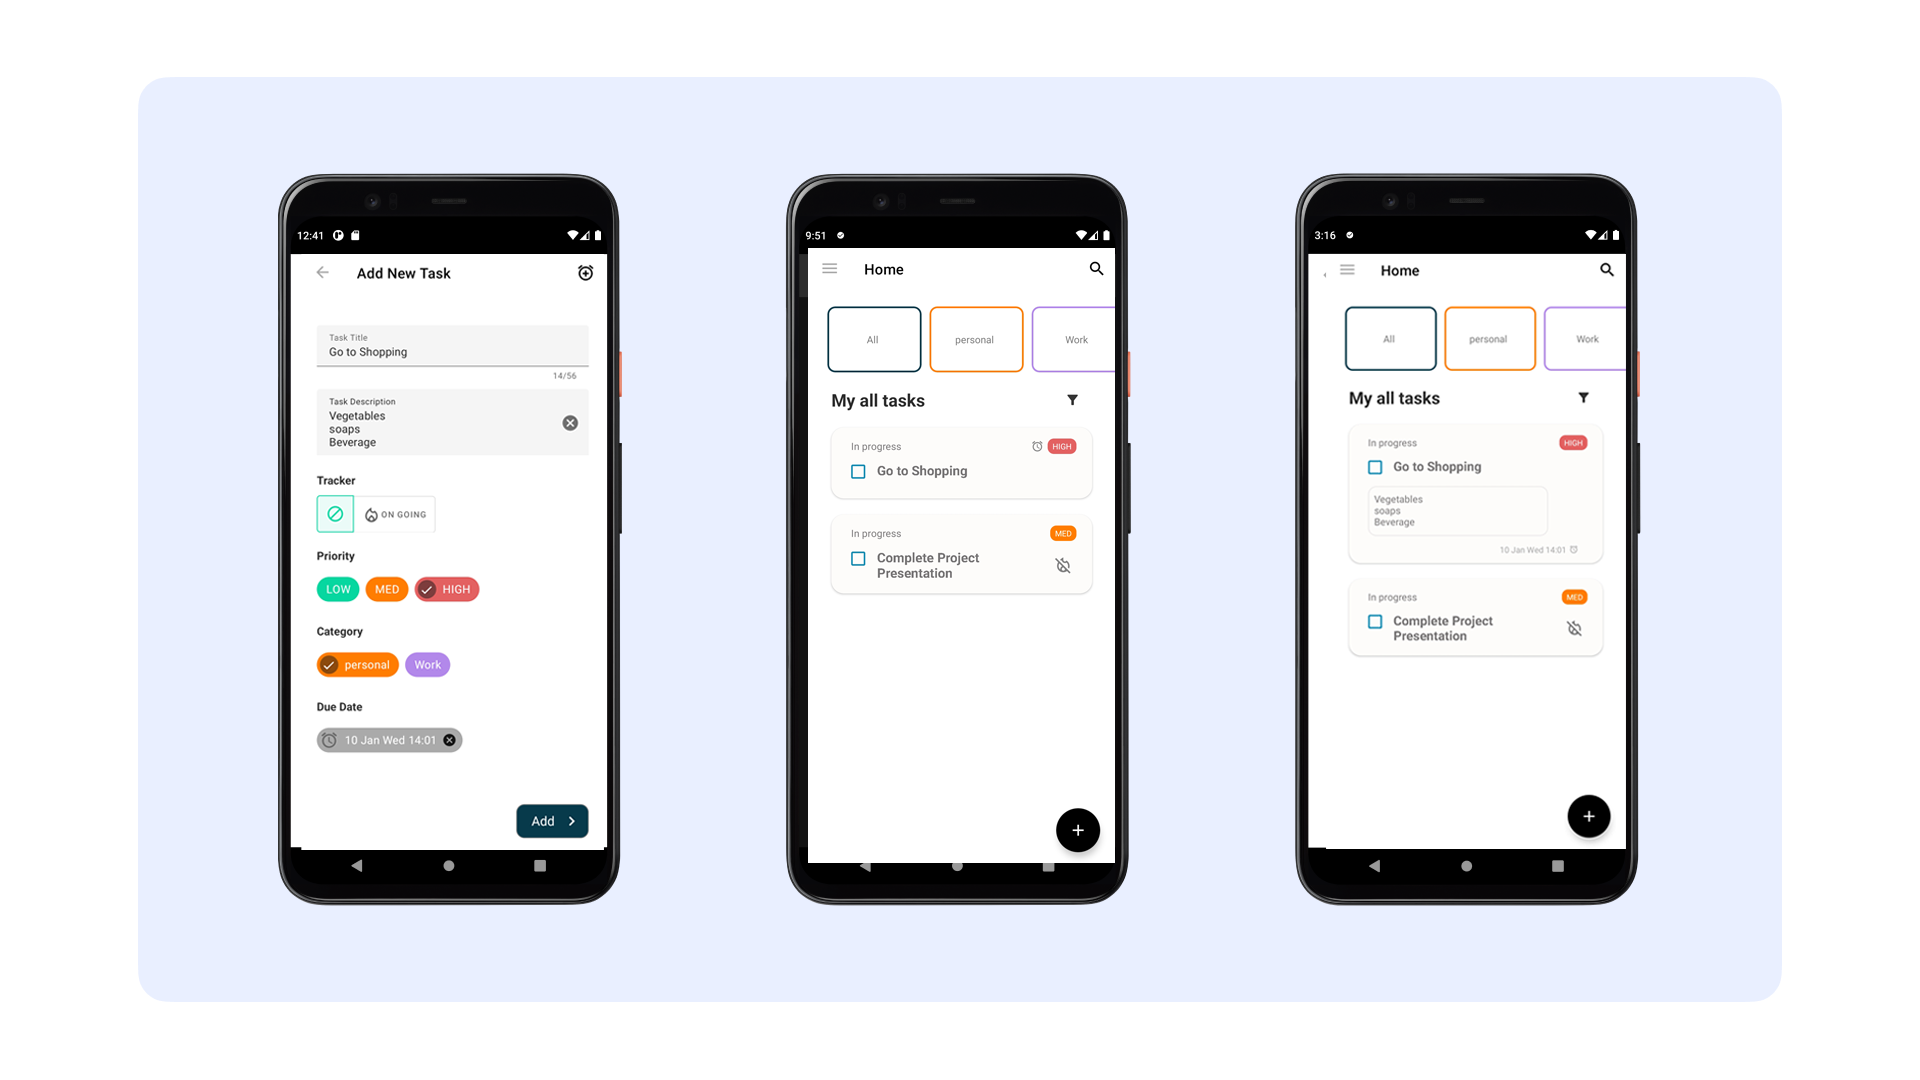 12:41
Add New Task
Task Title
Go to Shopping
14/56
Task Description
Vegetables
soaps
Beverage
Tracker
ON GOING
Priority
LOW MED HIGH
Category
personal Work
Due Date
10 Jan Wed 14:01
Add
9:51
Home
All personal Work
My all tasks
In progress HIGH
Go to Shopping
In progress MED
Complete Project
Presentation
3:16
Home
All personal Work
My all tasks
In progress HIGH
Go to Shopping
Vegetables
soaps
Beverage
10 Jan Wed 14:01
In progress MED
Complete Project
Presentation